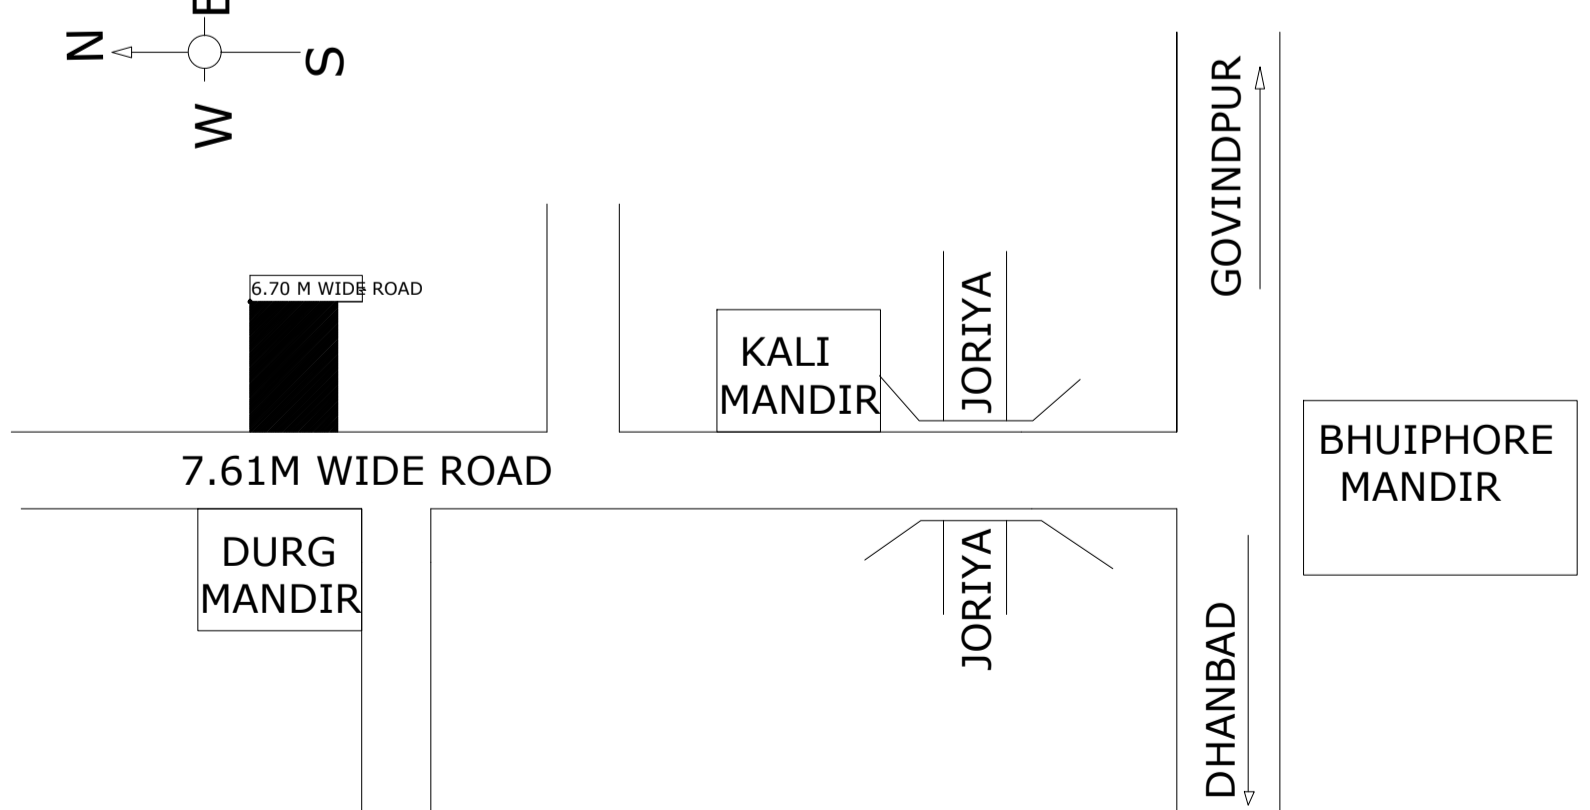 E
N
S
W
GOVINDPUR
6.70 M WIDE ROAD
JORIYA
KALI
MANDIR
BHUIPHORE
MANDIR
7.61M WIDE ROAD
DURG
MANDIR
JORIYA
DHANBAD